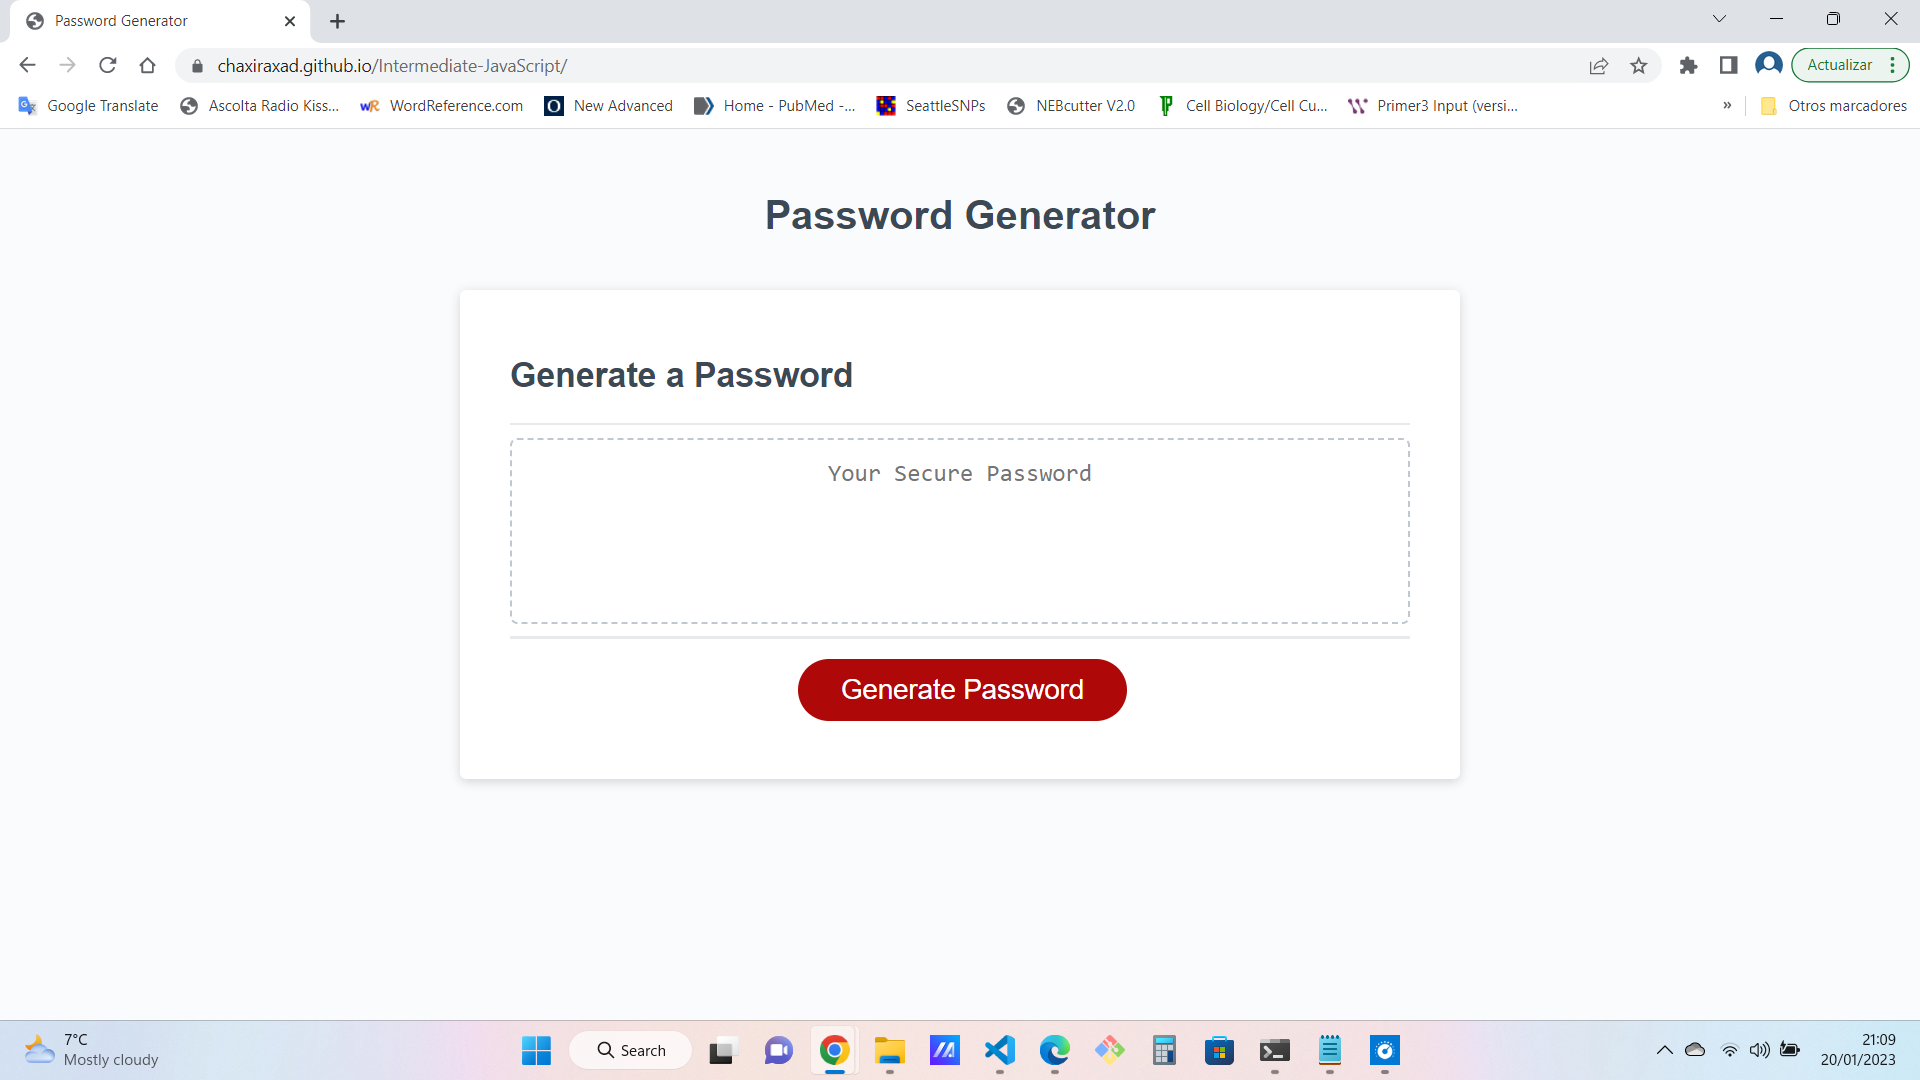 Password Generator
chaxiraxad.github.io/Intermediate-JavaScript/
Actualizar
Google Translate
Ascolta Radio Kiss...
WordReference.com
New Advanced
Home - PubMed -...
SeattleSNPs
NEBcutter V2.0
Cell Biology/Cell Cu...
Primer3 Input (versi...
»
Otros marcadores
Password Generator
Generate a Password
Your Secure Password
Generate Password
7°C
Mostly cloudy
Search
21:09
20/01/2023